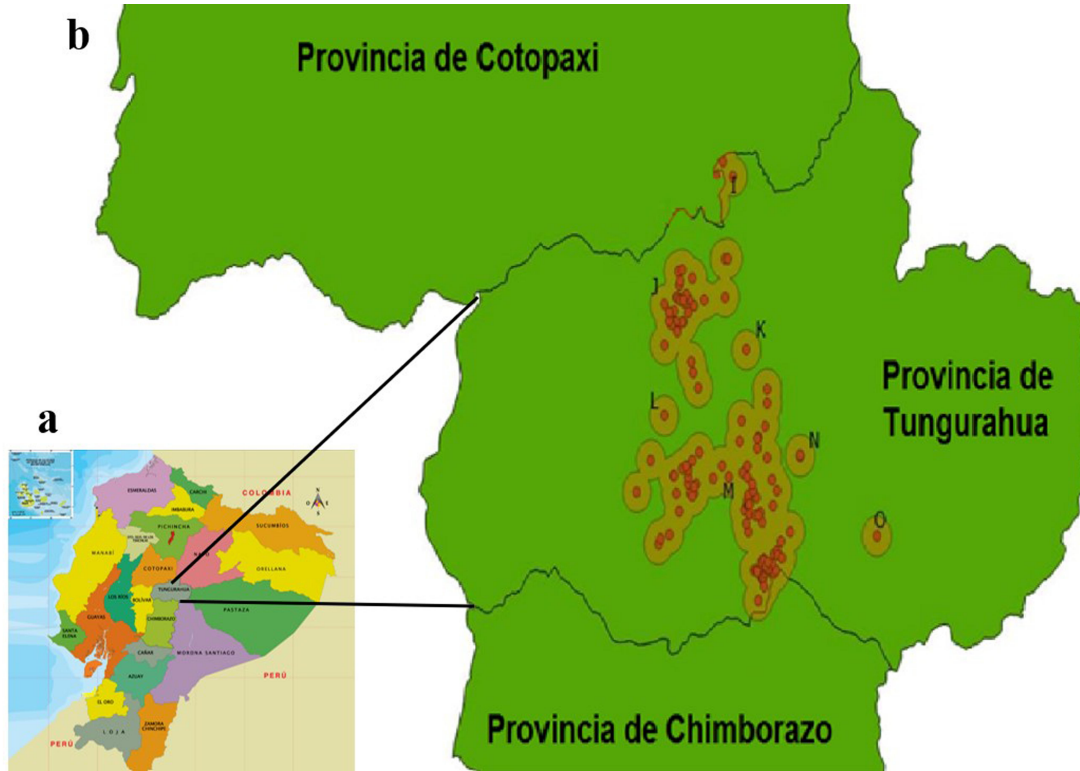 b
Provincia de Cotopaxi
I
J
K
Provincia de
Tungurahua
L
N
M
O
Provincia de Chimborazo
a
COLOMBIA
N
S
ESMERALDAS
CARCHI
IMBABURA
SUCUMBÍOS
PICHINCHA
MANABÍ
ORELLANA
COTOPAXI
TUNGURAHUA
LOS RÍOS
BOLÍVAR
PASTAZA
GUAYAS
CHIMBORAZO
SANTA
ELENA
CAÑAR
MORONA SANTIAGO
AZUAY
PERÚ
EL ORO
ZAMORA
CHINCHIPE
LOJA
PERÚ